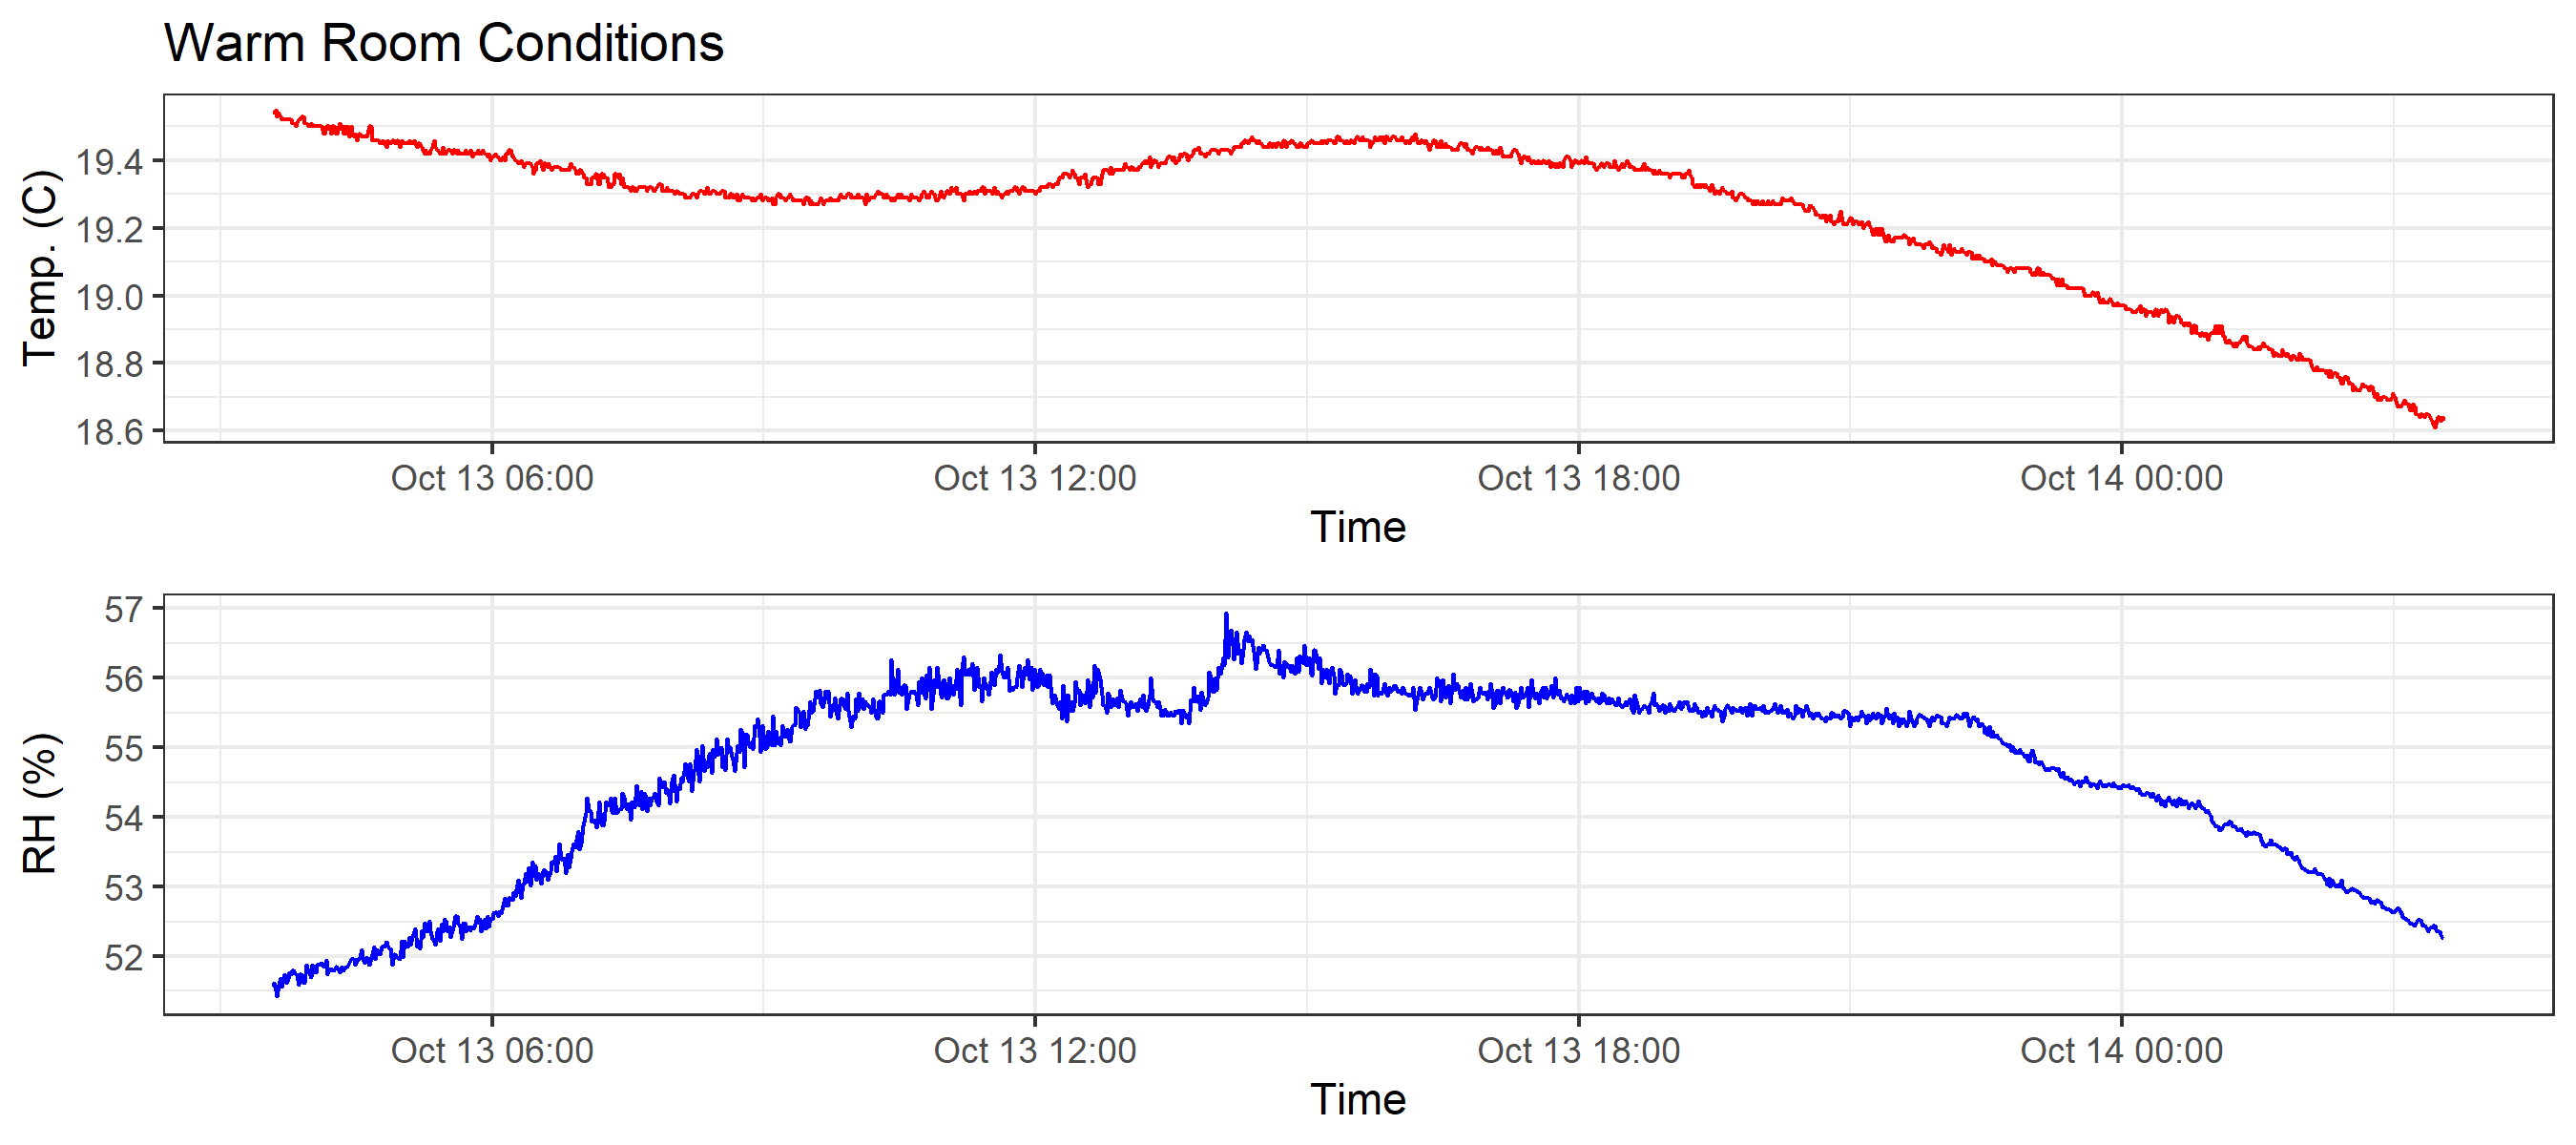 Warm Room Conditions
Temp. (C)
19.4
19.2
19.0
18.8
18.6
Oct 13 06:00 Oct 13 12:00 Oct 13 18:00 Oct 14 00:00
Time
RH (%)
57
56
55
54
53
52
Oct 13 06:00 Oct 13 12:00 Oct 13 18:00 Oct 14 00:00
Time